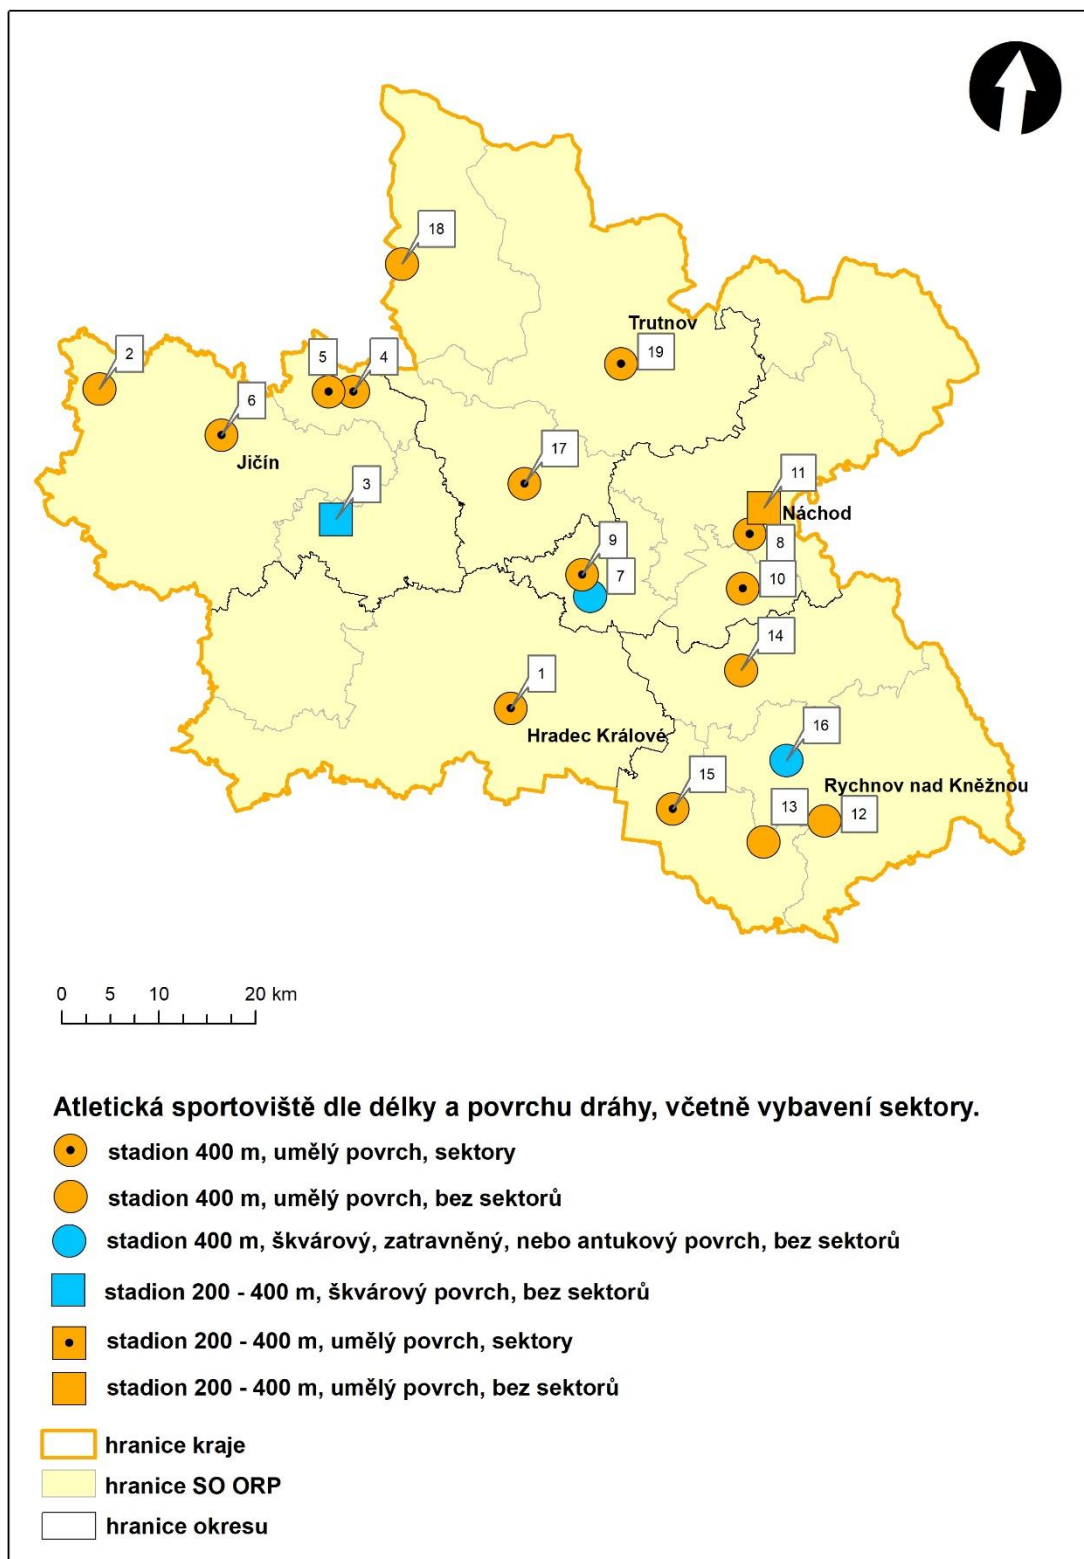 18
Trutnov
2
5
4
19
6
Jičín
17
11
3
Náchod
9
8
7
10
14
1
Hradec Králové
16
15
Rychnov nad Kněžnou
13
12
0 5 10 20 km
Atletická sportoviště dle délky a povrchu dráhy, včetně vybavení sektory.
stadion 400 m, umělý povrch, sektory
stadion 400 m, umělý povrch, bez sektorů
stadion 400 m, škvárový, zatravněný, nebo antukový povrch, bez sektorů
stadion 200 - 400 m, škvárový povrch, bez sektorů
stadion 200 - 400 m, umělý povrch, sektory
stadion 200 - 400 m, umělý povrch, bez sektorů
hranice kraje
hranice SO ORP
hranice okresu